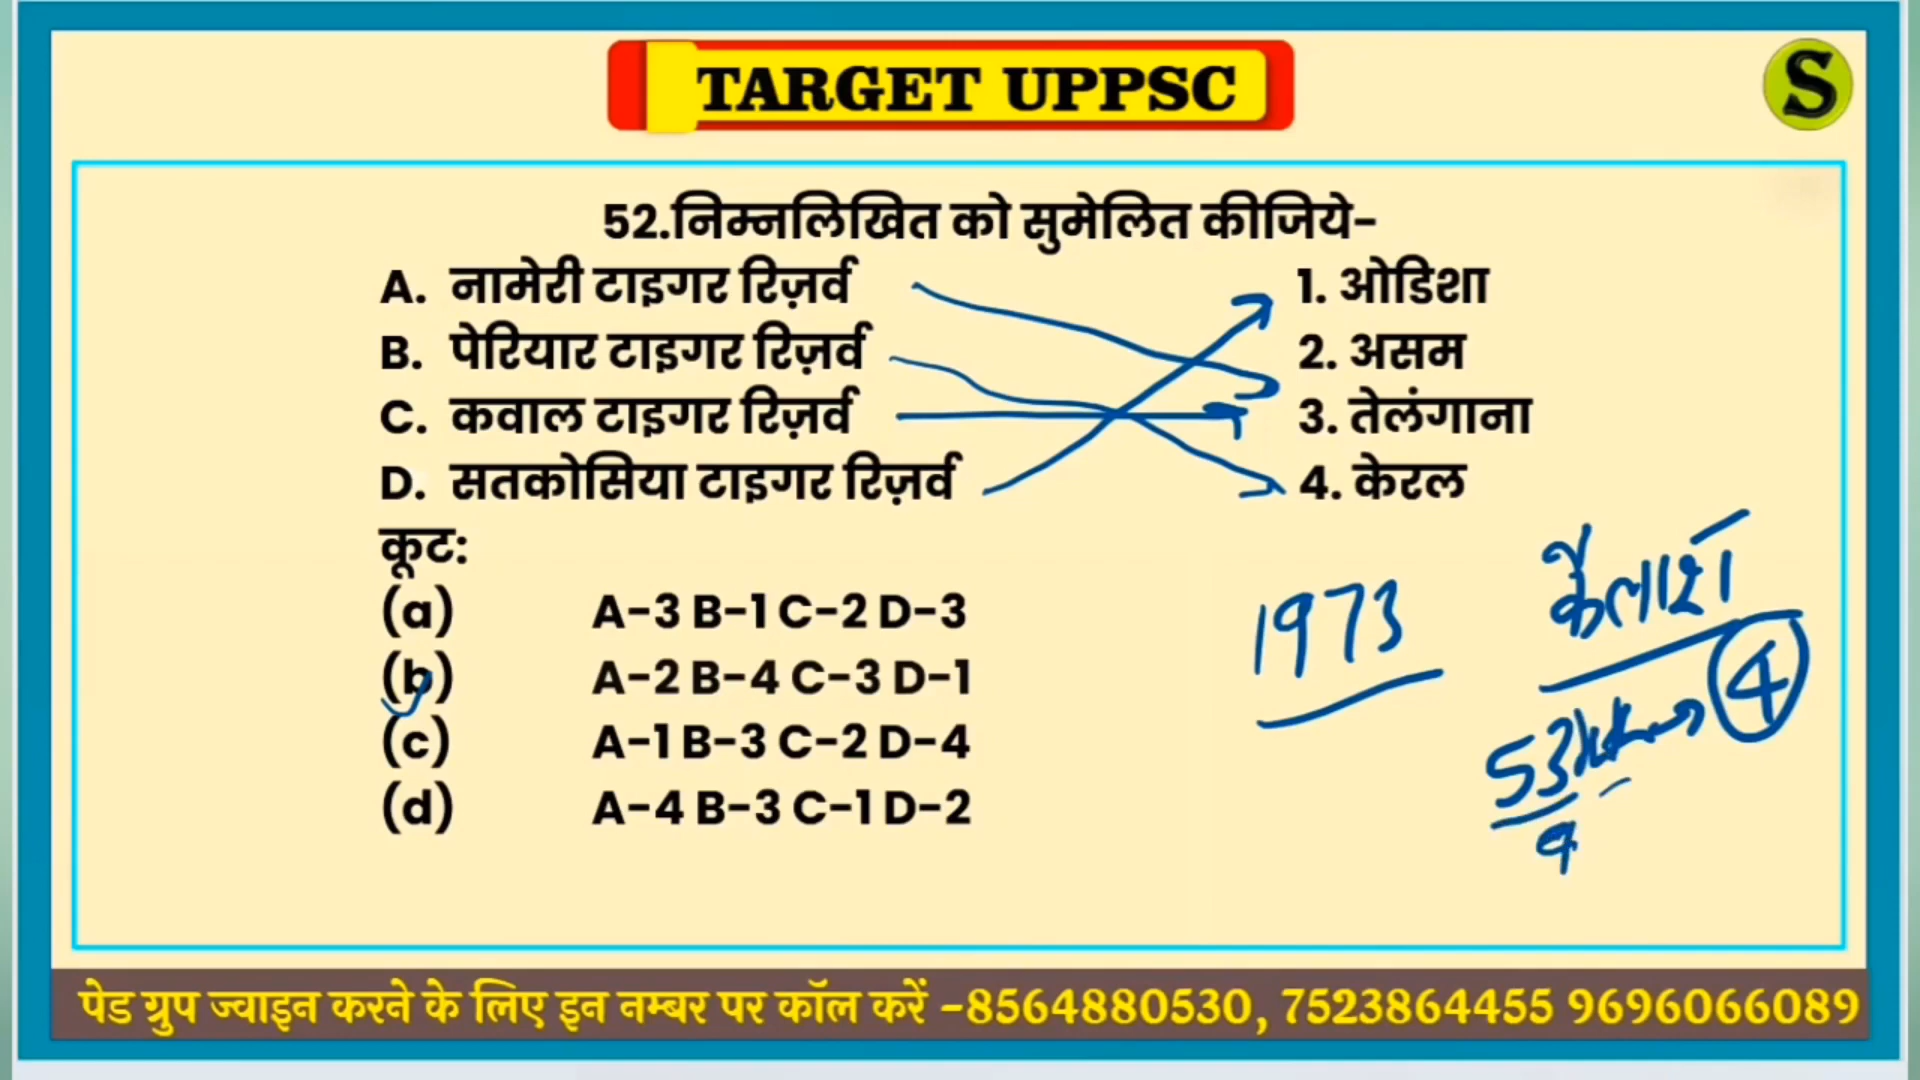 TARGET UPPSC
S
52.निम्नलिखित को सुमेलित कीजिये-
A. नामेरी टाइगर रिज़र्व 1. ओडिशा
B. पेरियार टाइगर रिज़र्व 2. असम
C. कवाल टाइगर रिज़र्व 3. तेलंगाना
D. सतकोसिया टाइगर रिज़र्व 4. केरल
कूट:
(a) A-3 B-1 C-2 D-3
(b) A-2 B-4 C-3 D-1
(c) A-1 B-3 C-2 D-4
(d) A-4 B-3 C-1 D-2
1973
कैलाश
53
4
पेड ग्रुप ज्वाइन करने के लिए इन नम्बर पर कॉल करें -8564880530, 7523864455 9696066089